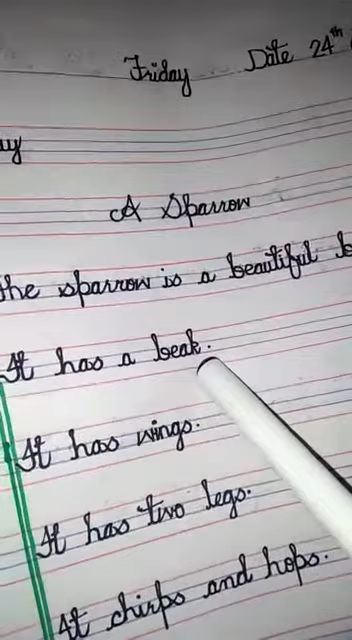 Friday Date 24th
A Sparrow
The sparrow is a beautiful
It has a beak.
It has wings.
It has two legs.
It chirps and hops.